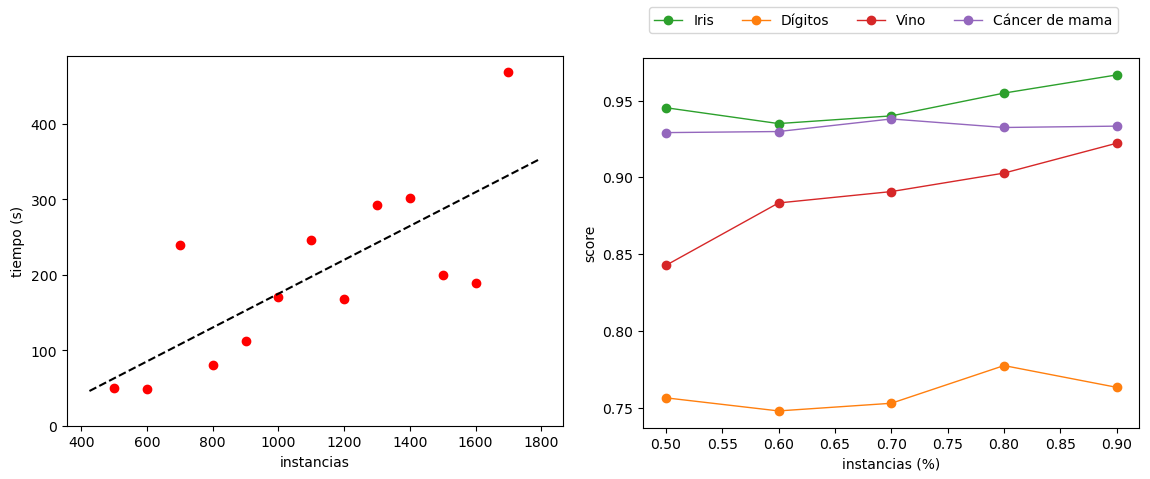 Iris Dígitos Vino Cáncer de mama
tiempo (s)
400
300
200
100
0
400 600 800 1000 1200 1400 1600 1800
instancias
score
0.95
0.90
0.85
0.80
0.75
0.50 0.55 0.60 0.65 0.70 0.75 0.80 0.85 0.90
instancias (%)